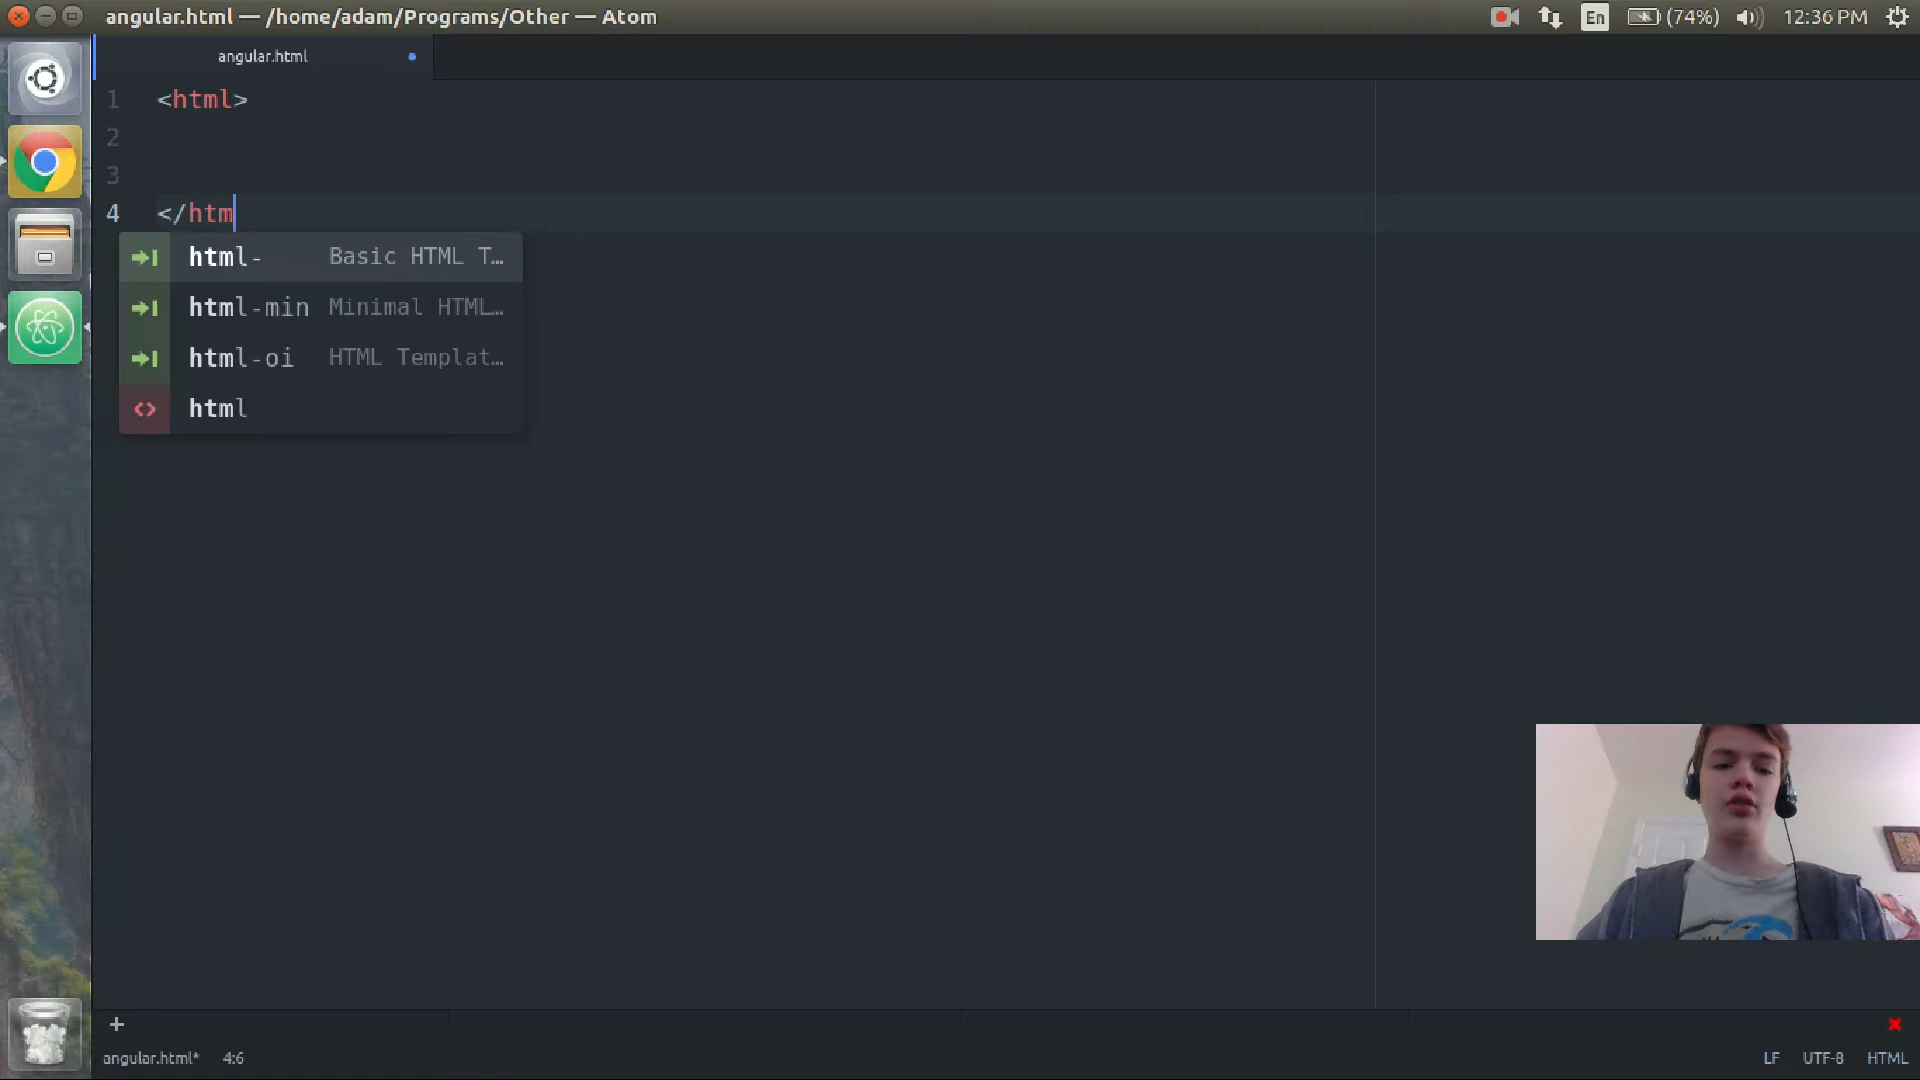 angular.html — /home/adam/Programs/Other — Atom
En (74%) 12:36 PM
angular.html
1 <html>
2
3
4 </htm
html- Basic HTML T…
html-min Minimal HTML…
html-oi HTML Templat…
<> html
+
angular.html* 4:6 LF UTF-8 HTML